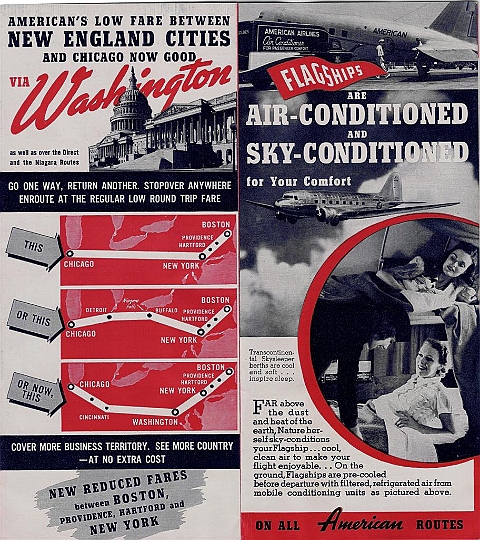 AMERICAN'S LOW FARE BETWEEN
NEW ENGLAND CITIES
AND CHICAGO NOW GOOD
VIA Washington
as well as over the Direct
and the Niagara Routes
GO ONE WAY, RETURN ANOTHER. STOPOVER ANYWHERE
ENROUTE AT THE REGULAR LOW ROUND TRIP FARE
THIS
BOSTON
PROVIDENCE
HARTFORD
CHICAGO
NEW YORK
OR THIS
BOSTON
Niagara
Falls
DETROIT
BUFFALO
PROVIDENCE
HARTFORD
CHICAGO
NEW YORK
OR NOW,
THIS
BOSTON
PROVIDENCE
HARTFORD
CHICAGO
NEW YORK
CINCINNATI
WASHINGTON
COVER MORE BUSINESS TERRITORY. SEE MORE COUNTRY
—AT NO EXTRA COST
NEW REDUCED FARES
between BOSTON,
PROVIDENCE, HARTFORD and
NEW YORK
AMERICAN AIRLINES
Air Conditioner
FOR PASSENGER COMFORT
AMERICAN
FLAGSHIPS
ARE
AIR-CONDITIONED
AND
SKY-CONDITIONED
for Your Comfort
Transcontinen-
tal Skysleeper
berths are cool
and soft . . .
inspire sleep.
FAR above
the dust
and heat of the
earth, Nature her-
self sky-conditions
your Flagship . . . cool,
clean air to make your
flight enjoyable. . . On the
ground, Flagships are pre-cooled
before departure with filtered, refrigerated air from
mobile conditioning units as pictured above.
ON ALL American ROUTES